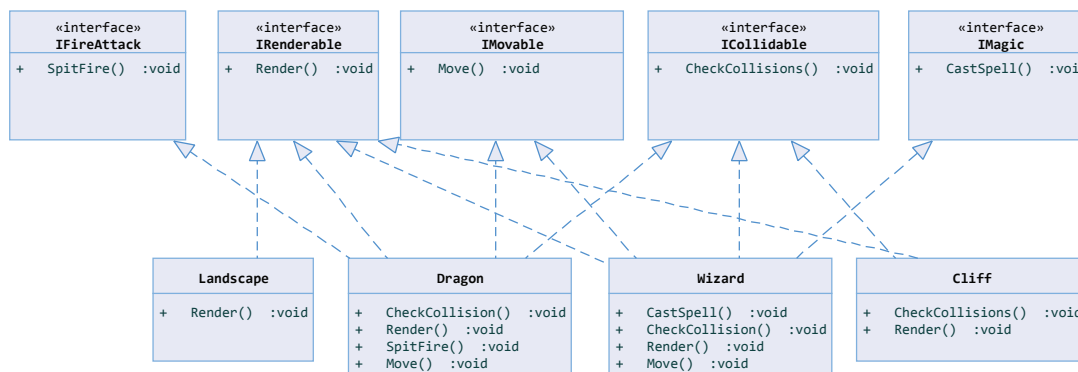 «interface»
IFireAttack
+ SpitFire() :void
«interface»
IRenderable
+ Render() :void
«interface»
IMovable
+ Move() :void
«interface»
ICollidable
+ CheckCollisions() :void
«interface»
IMagic
+ CastSpell() :voi
Landscape
+ Render() :void
Dragon
+ CheckCollision() :void
+ Render() :void
+ SpitFire() :void
+ Move() :void
Wizard
+ CastSpell() :void
+ CheckCollision() :void
+ Render() :void
+ Move() :void
Cliff
+ CheckCollisions() :void
+ Render() :void